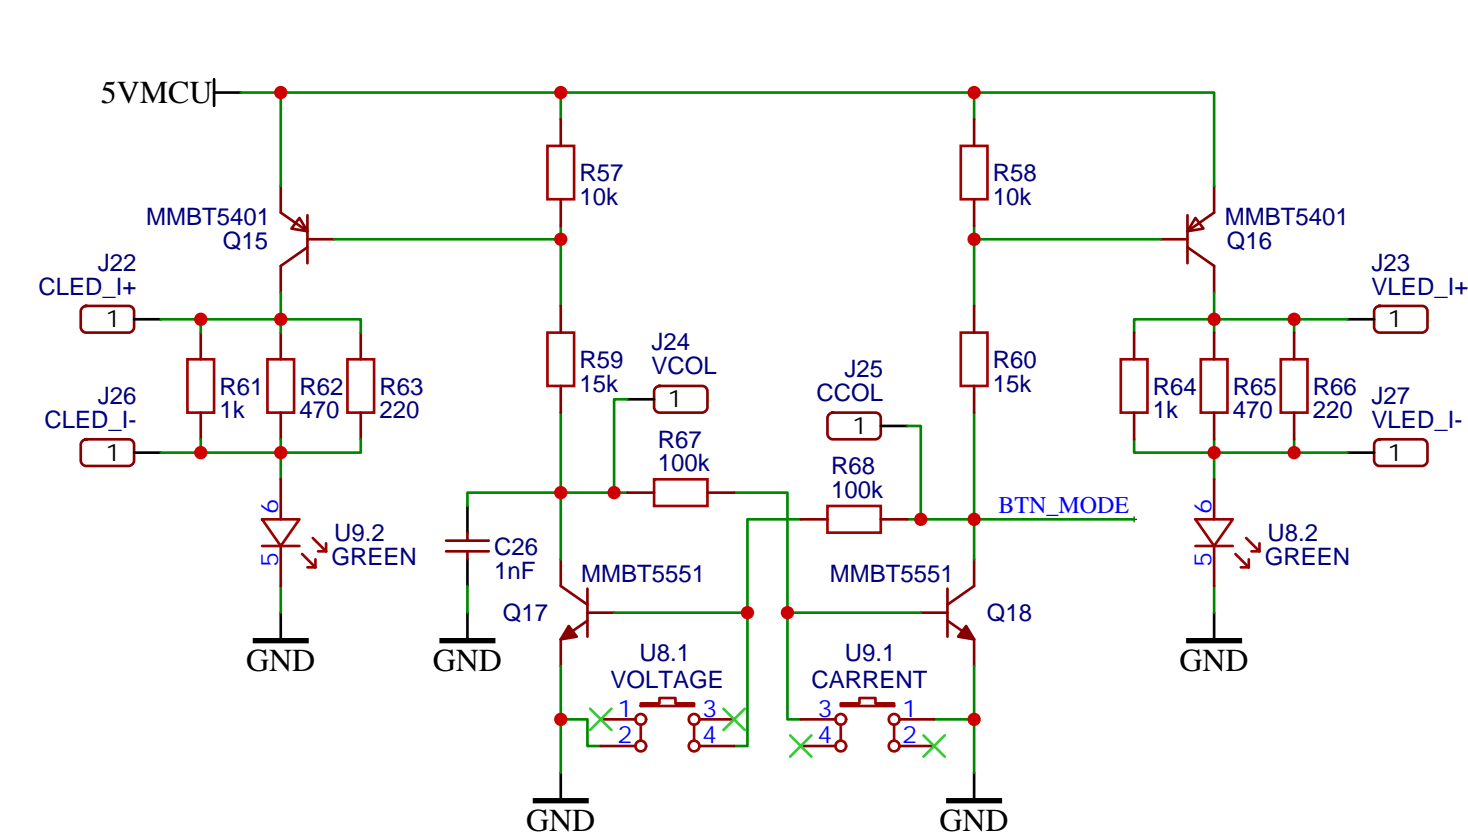 5VMCU
R57
10k
R58
10k
MMBT5401
Q15
MMBT5401
Q16
J22
CLED_I+
1
J23
VLED_I+
1
J24
VCOL
1
R59
15k
R60
15k
J25
CCOL
1
R61
1k
R62
470
R63
220
R64
1k
R65
470
R66
220
J26
CLED_I-
1
J27
VLED_I-
1
R67
100k
R68
100k
BTN_MODE
6
5
U9.2
GREEN
C26
1nF
6
5
U8.2
GREEN
MMBT5551
Q17
MMBT5551
Q18
GND
GND
GND
U8.1
VOLTAGE
1
2
3
4
U9.1
CARRENT
3
4
1
2
GND
GND